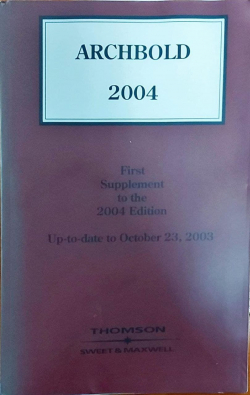 ARCHBOLD
2004
First
Supplement
to the
2004 Edition
Up-to-date to October 23, 2003
THOMSON
SWEET & MAXWELL